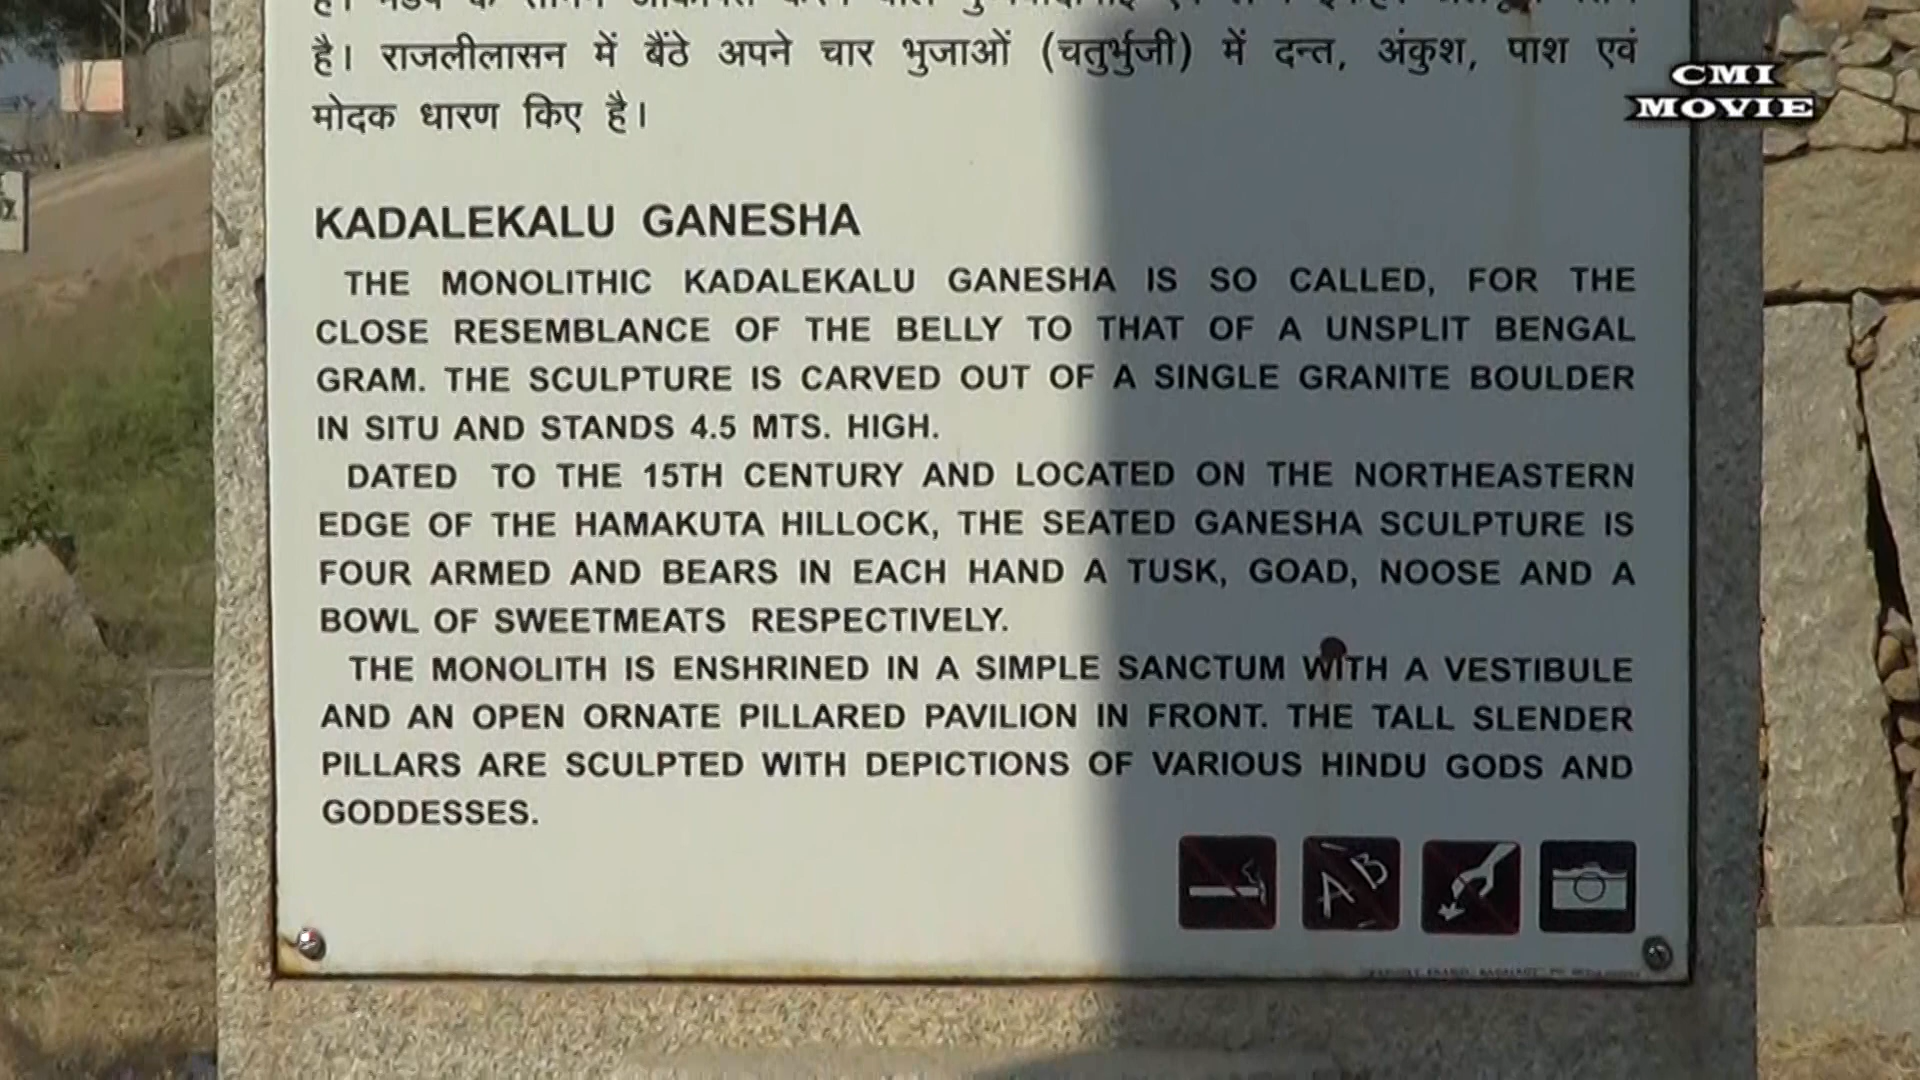 है। राजलीलासन में बैंठे अपने चार भुजाओं (चतुर्भुजी) में दन्त, अंकुश, पाश एवं
मोदक धारण किए है।
CMI
MOVIE
KADALEKALU GANESHA
THE MONOLITHIC KADALEKALU GANESHA IS SO CALLED, FOR THE
CLOSE RESEMBLANCE OF THE BELLY TO THAT OF A UNSPLIT BENGAL
GRAM. THE SCULPTURE IS CARVED OUT OF A SINGLE GRANITE BOULDER
IN SITU AND STANDS 4.5 MTS. HIGH.
DATED TO THE 15TH CENTURY AND LOCATED ON THE NORTHEASTERN
EDGE OF THE HAMAKUTA HILLOCK, THE SEATED GANESHA SCULPTURE IS
FOUR ARMED AND BEARS IN EACH HAND A TUSK, GOAD, NOOSE AND A
BOWL OF SWEETMEATS RESPECTIVELY.
THE MONOLITH IS ENSHRINED IN A SIMPLE SANCTUM WITH A VESTIBULE
AND AN OPEN ORNATE PILLARED PAVILION IN FRONT. THE TALL SLENDER
PILLARS ARE SCULPTED WITH DEPICTIONS OF VARIOUS HINDU GODS AND
GODDESSES.
A B